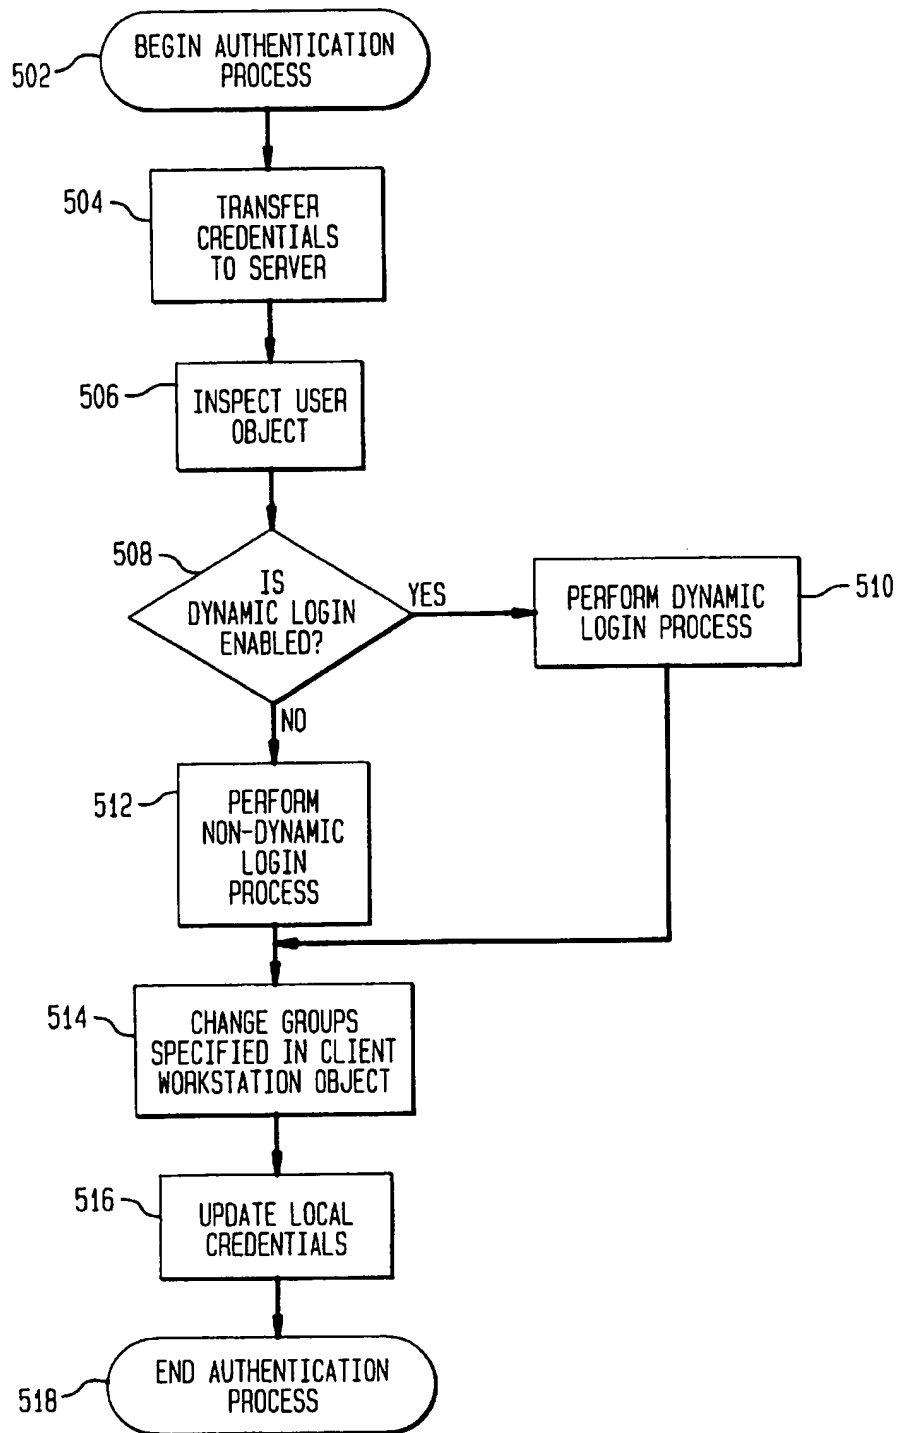 BEGIN AUTHENTICATION
PROCESS
502
504
TRANSFER
CREDENTIALS
TO SERVER
506
INSPECT USER
OBJECT
508
IS
DYNAMIC LOGIN
ENABLED?
YES
PERFORM DYNAMIC
LOGIN PROCESS
510
NO
512
PERFORM
NON-DYNAMIC
LOGIN
PROCESS
514
CHANGE GROUPS
SPECIFIED IN CLIENT
WORKSTATION OBJECT
516
UPDATE LOCAL
CREDENTIALS
END AUTHENTICATION
PROCESS
518